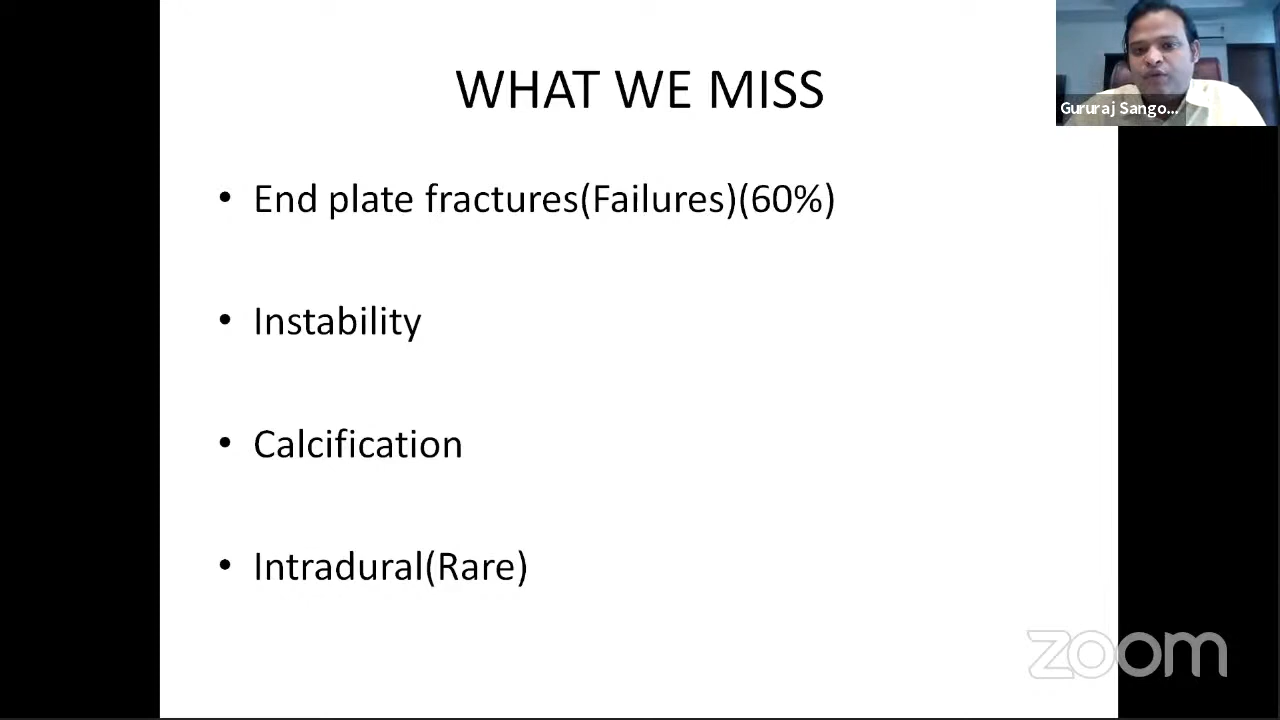 WHAT WE MISS
Gururaj Sango...
• End plate fractures(Failures)(60%)
• Instability
• Calcification
• Intradural(Rare)
zoom